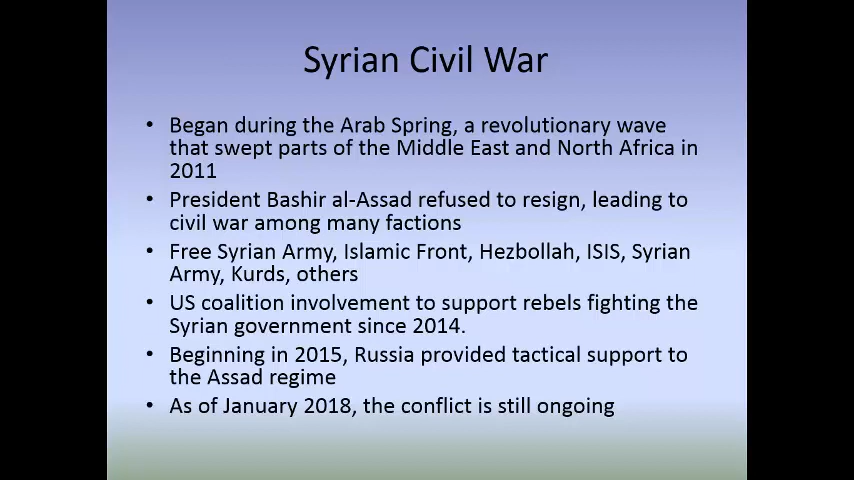 Syrian Civil War
• Began during the Arab Spring, a revolutionary wave
that swept parts of the Middle East and North Africa in
2011
• President Bashir al-Assad refused to resign, leading to
civil war among many factions
• Free Syrian Army, Islamic Front, Hezbollah, ISIS, Syrian
Army, Kurds, others
• US coalition involvement to support rebels fighting the
Syrian government since 2014.
• Beginning in 2015, Russia provided tactical support to
the Assad regime
• As of January 2018, the conflict is still ongoing